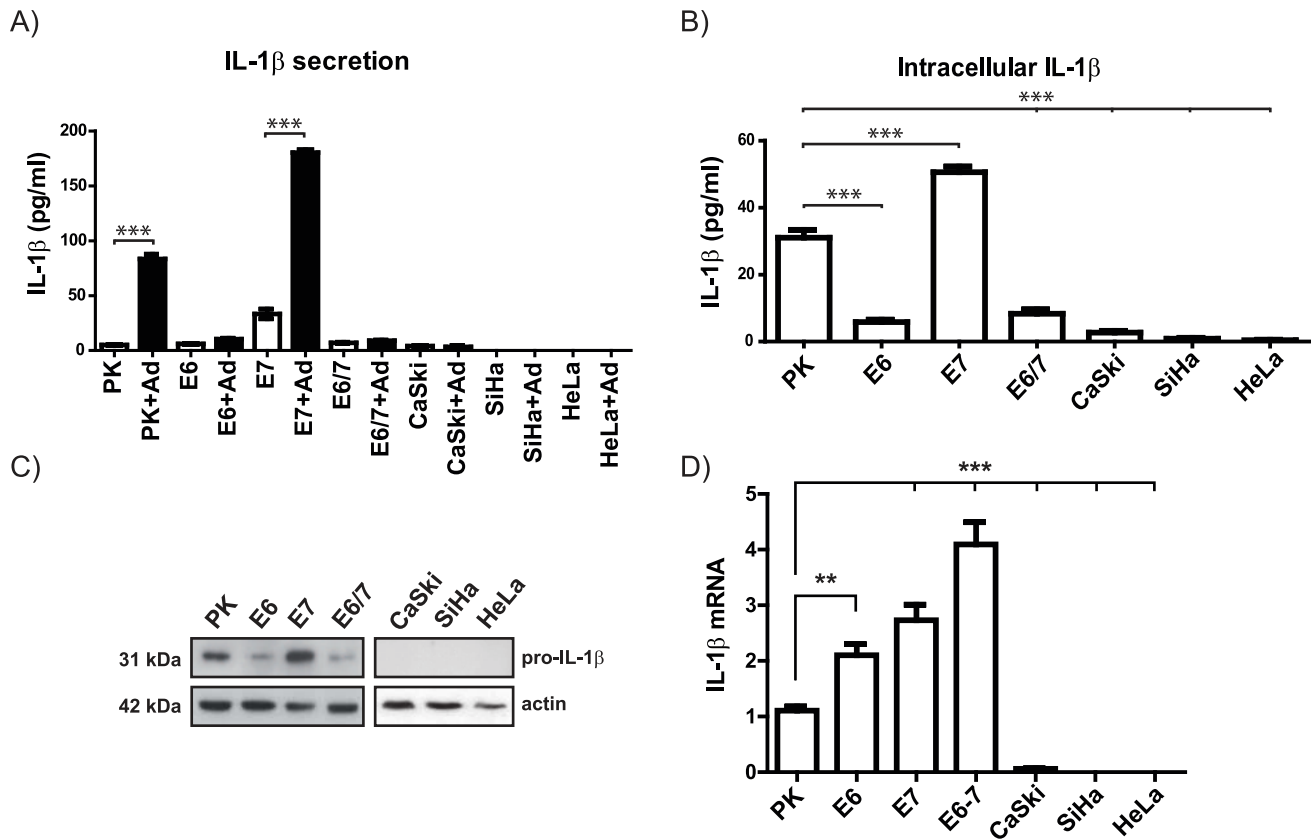 A)
IL-1β secretion
IL-1β (pg/ml)
200
150
100
50
0
***
***
PK
PK+Ad
E6
E6+Ad
E7
E7+Ad
E6/7
E6/7+Ad
CaSki
CaSki+Ad
SiHa
SiHa+Ad
HeLa
HeLa+Ad
B)
Intracellular IL-1β
IL-1β (pg/ml)
60
40
20
0
***
***
***
PK
E6
E7
E6/7
CaSki
SiHa
HeLa
C)
PK
E6
E7
E6/7
CaSki
SiHa
HeLa
31 kDa
pro-IL-1β
42 kDa
actin
D)
IL-1β mRNA
5
4
3
2
1
0
***
**
PK
E6
E7
E6-7
CaSki
SiHa
HeLa